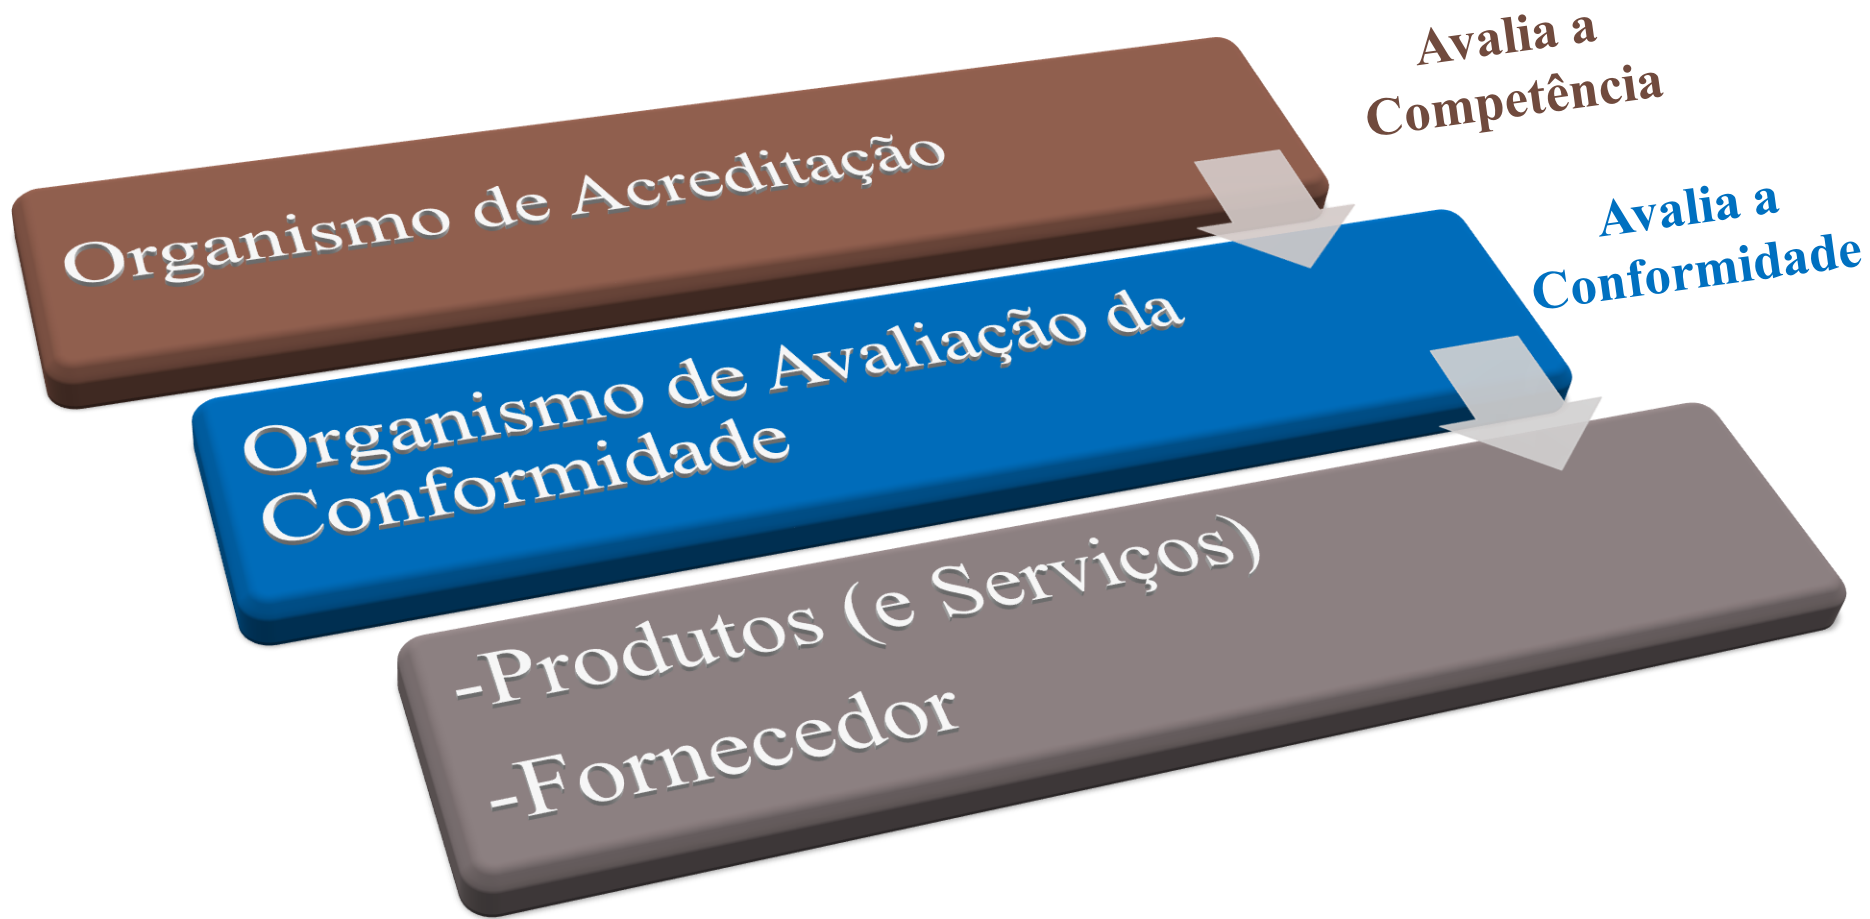 Avalia a
Competência
Organismo de Acreditação
Avalia a
Conformidade
Organismo de Avaliação da
Conformidade
-Produtos (e Serviços)
-Fornecedor